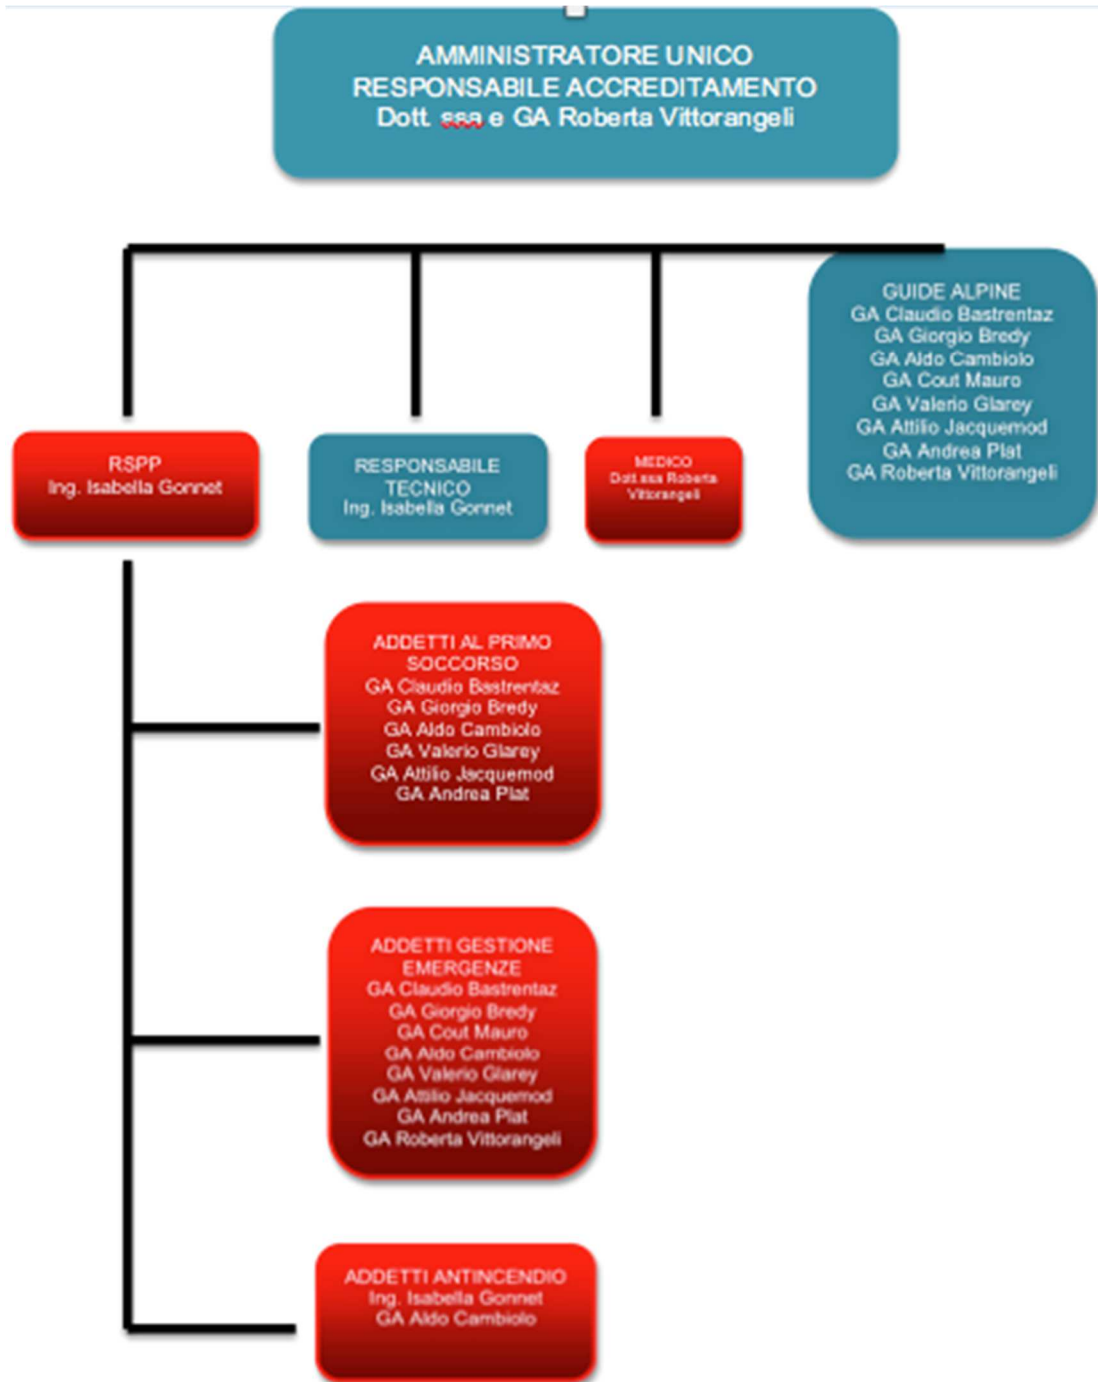 AMMINISTRATORE UNICO
RESPONSABILE ACCREDITAMENTO
Dott. ssa e GA Roberta Vittorangeli
RSPP
Ing. Isabella Gonnet
RESPONSABILE
TECNICO
Ing. Isabella Gonnet
MEDICO
Dott.ssa Roberta
Vittorangeli
GUIDE ALPINE
GA Claudio Bastrentaz
GA Giorgio Bredy
GA Aldo Cambiolo
GA Cout Mauro
GA Valerio Glarey
GA Attilio Jacquemod
GA Andrea Plat
GA Roberta Vittorangeli
ADDETTI AL PRIMO
SOCCORSO
GA Claudio Bastrentaz
GA Giorgio Bredy
GA Aldo Cambiolo
GA Valerio Glarey
GA Attilio Jacquemod
GA Andrea Plat
ADDETTI GESTIONE
EMERGENZE
GA Claudio Bastrentaz
GA Giorgio Bredy
GA Cout Mauro
GA Aldo Cambiolo
GA Valerio Glarey
GA Attilio Jacquemod
GA Andrea Plat
GA Roberta Vittorangeli
ADDETTI ANTINCENDIO
Ing. Isabella Gonnet
GA Aldo Cambiolo